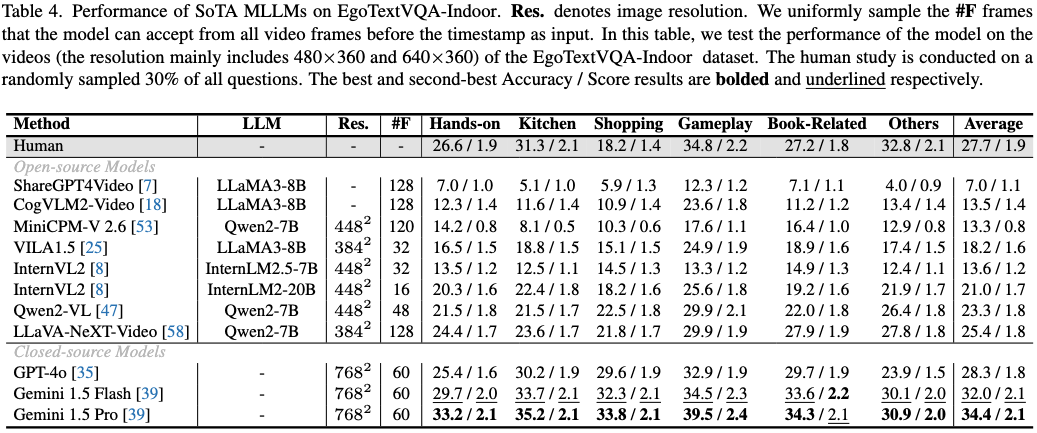 Table 4. Performance of SoTA MLLMs on EgoTextVQA-Indoor. Res. denotes image resolution. We uniformly sample the #F frames
that the model can accept from all video frames before the timestamp as input. In this table, we test the performance of the model on the
videos (the resolution mainly includes 480×360 and 640×360) of the EgoTextVQA-Indoor dataset. The human study is conducted on a
randomly sampled 30% of all questions. The best and second-best Accuracy / Score results are bolded and underlined respectively.
Method LLM Res. #F Hands-on Kitchen Shopping Gameplay Book-Related Others Average
Human - - - 26.6 / 1.9 31.3 / 2.1 18.2 / 1.4 34.8 / 2.2 27.2 / 1.8 32.8 / 2.1 27.7 / 1.9
Open-source Models
ShareGPT4Video [7] LLaMA3-8B - 128 7.0 / 1.0 5.1 / 1.0 5.9 / 1.3 12.3 / 1.2 7.1 / 1.1 4.0 / 0.9 7.0 / 1.1
CogVLM2-Video [18] LLaMA3-8B - 128 12.3 / 1.4 11.6 / 1.4 10.9 / 1.4 23.6 / 1.8 11.2 / 1.2 13.4 / 1.4 13.5 / 1.4
MiniCPM-V 2.6 [53] Qwen2-7B 448² 120 14.2 / 0.8 8.1 / 0.5 10.3 / 0.6 17.6 / 1.1 16.4 / 1.0 12.9 / 0.8 13.3 / 0.8
VILA1.5 [25] LLaMA3-8B 384² 32 16.5 / 1.5 18.8 / 1.5 15.1 / 1.5 24.9 / 1.9 18.9 / 1.6 17.4 / 1.5 18.2 / 1.6
InternVL2 [8] InternLM2.5-7B 448² 32 13.5 / 1.2 12.5 / 1.1 14.5 / 1.3 13.3 / 1.2 14.9 / 1.3 12.4 / 1.1 13.6 / 1.2
InternVL2 [8] InternLM2-20B 448² 16 20.3 / 1.6 22.4 / 1.8 18.2 / 1.6 25.6 / 1.8 19.2 / 1.6 21.9 / 1.7 21.0 / 1.7
Qwen2-VL [47] Qwen2-7B 448² 48 21.5 / 1.8 21.5 / 1.7 22.5 / 1.8 29.9 / 2.1 22.0 / 1.8 26.4 / 1.8 23.3 / 1.8
LLaVA-NeXT-Video [58] Qwen2-7B 384² 128 24.4 / 1.7 23.6 / 1.7 21.8 / 1.7 29.9 / 1.9 27.9 / 1.9 27.8 / 1.8 25.4 / 1.8
Closed-source Models
GPT-4o [35] - 768² 60 25.4 / 1.6 30.2 / 1.9 29.6 / 1.9 32.9 / 1.9 29.7 / 1.9 23.9 / 1.5 28.3 / 1.8
Gemini 1.5 Flash [39] - 768² 60 29.7 / 2.0 33.7 / 2.1 32.3 / 2.1 34.5 / 2.3 33.6 / 2.2 30.1 / 2.0 32.0 / 2.1
Gemini 1.5 Pro [39] - 768² 60 33.2 / 2.1 35.2 / 2.1 33.8 / 2.1 39.5 / 2.4 34.3 / 2.1 30.9 / 2.0 34.4 / 2.1